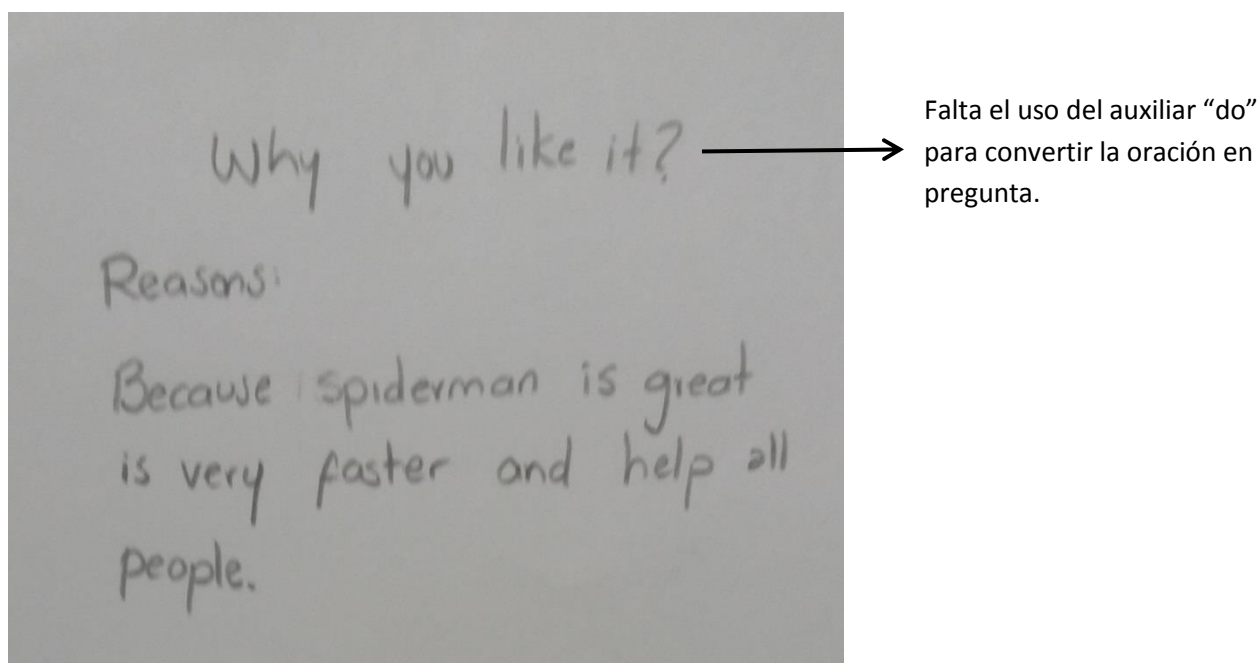 Why you like it?
Falta el uso del auxiliar “do”
para convertir la oración en
pregunta.
Reasons:
Because spiderman is great
is very faster and help all
people.